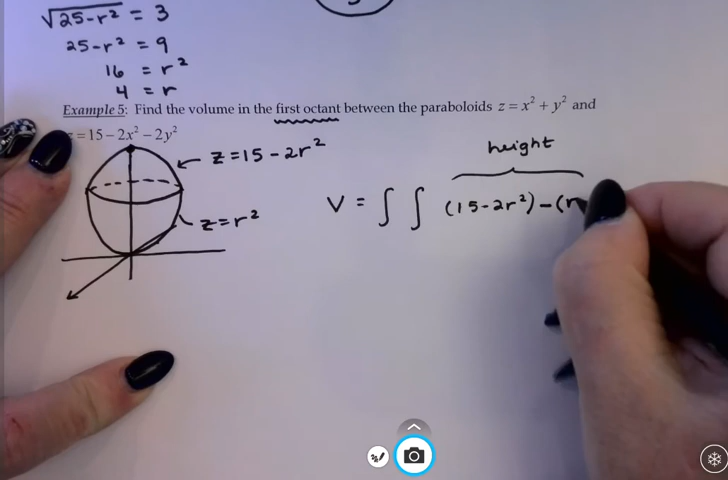 √25-r² = 3
25-r² = 9
16 = r²
4 = r
Example 5: Find the volume in the first octant between the paraboloids z = x² + y² and
= 15 - 2x² - 2y²
height
z = 15 - 2r²
V = ∫ ∫ (15-2r²) - (r
z = r²